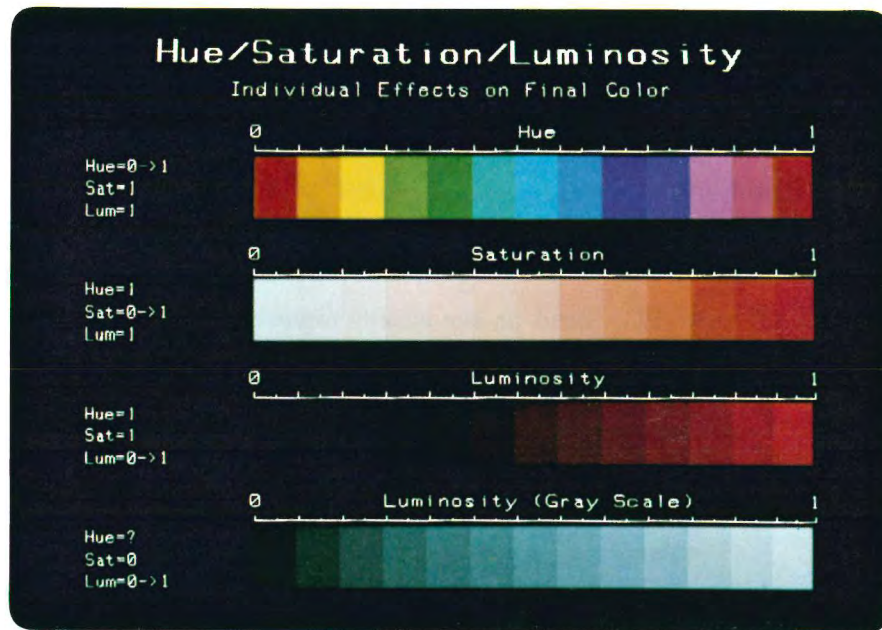 Hue/Saturation/Luminosity
Individual Effects on Final Color
0 Hue 1
Hue=0->1
Sat=1
Lum=1
0 Saturation 1
Hue=1
Sat=0->1
Lum=1
0 Luminosity 1
Hue=1
Sat=1
Lum=0->1
0 Luminosity (Gray Scale) 1
Hue=?
Sat=0
Lum=0->1